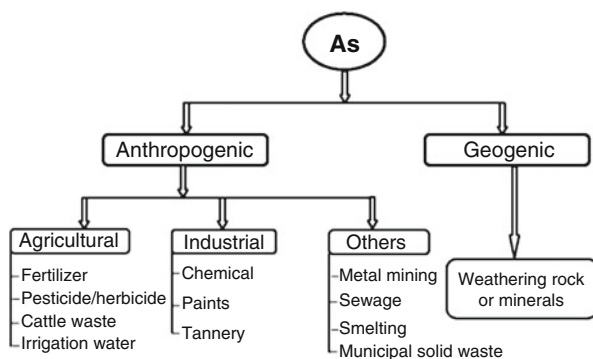 As
Anthropogenic
Geogenic
Agricultural
Fertilizer
Pesticide/herbicide
Cattle waste
Irrigation water
Industrial
Chemical
Paints
Tannery
Others
Metal mining
Sewage
Smelting
Municipal solid waste
Weathering rock
or minerals